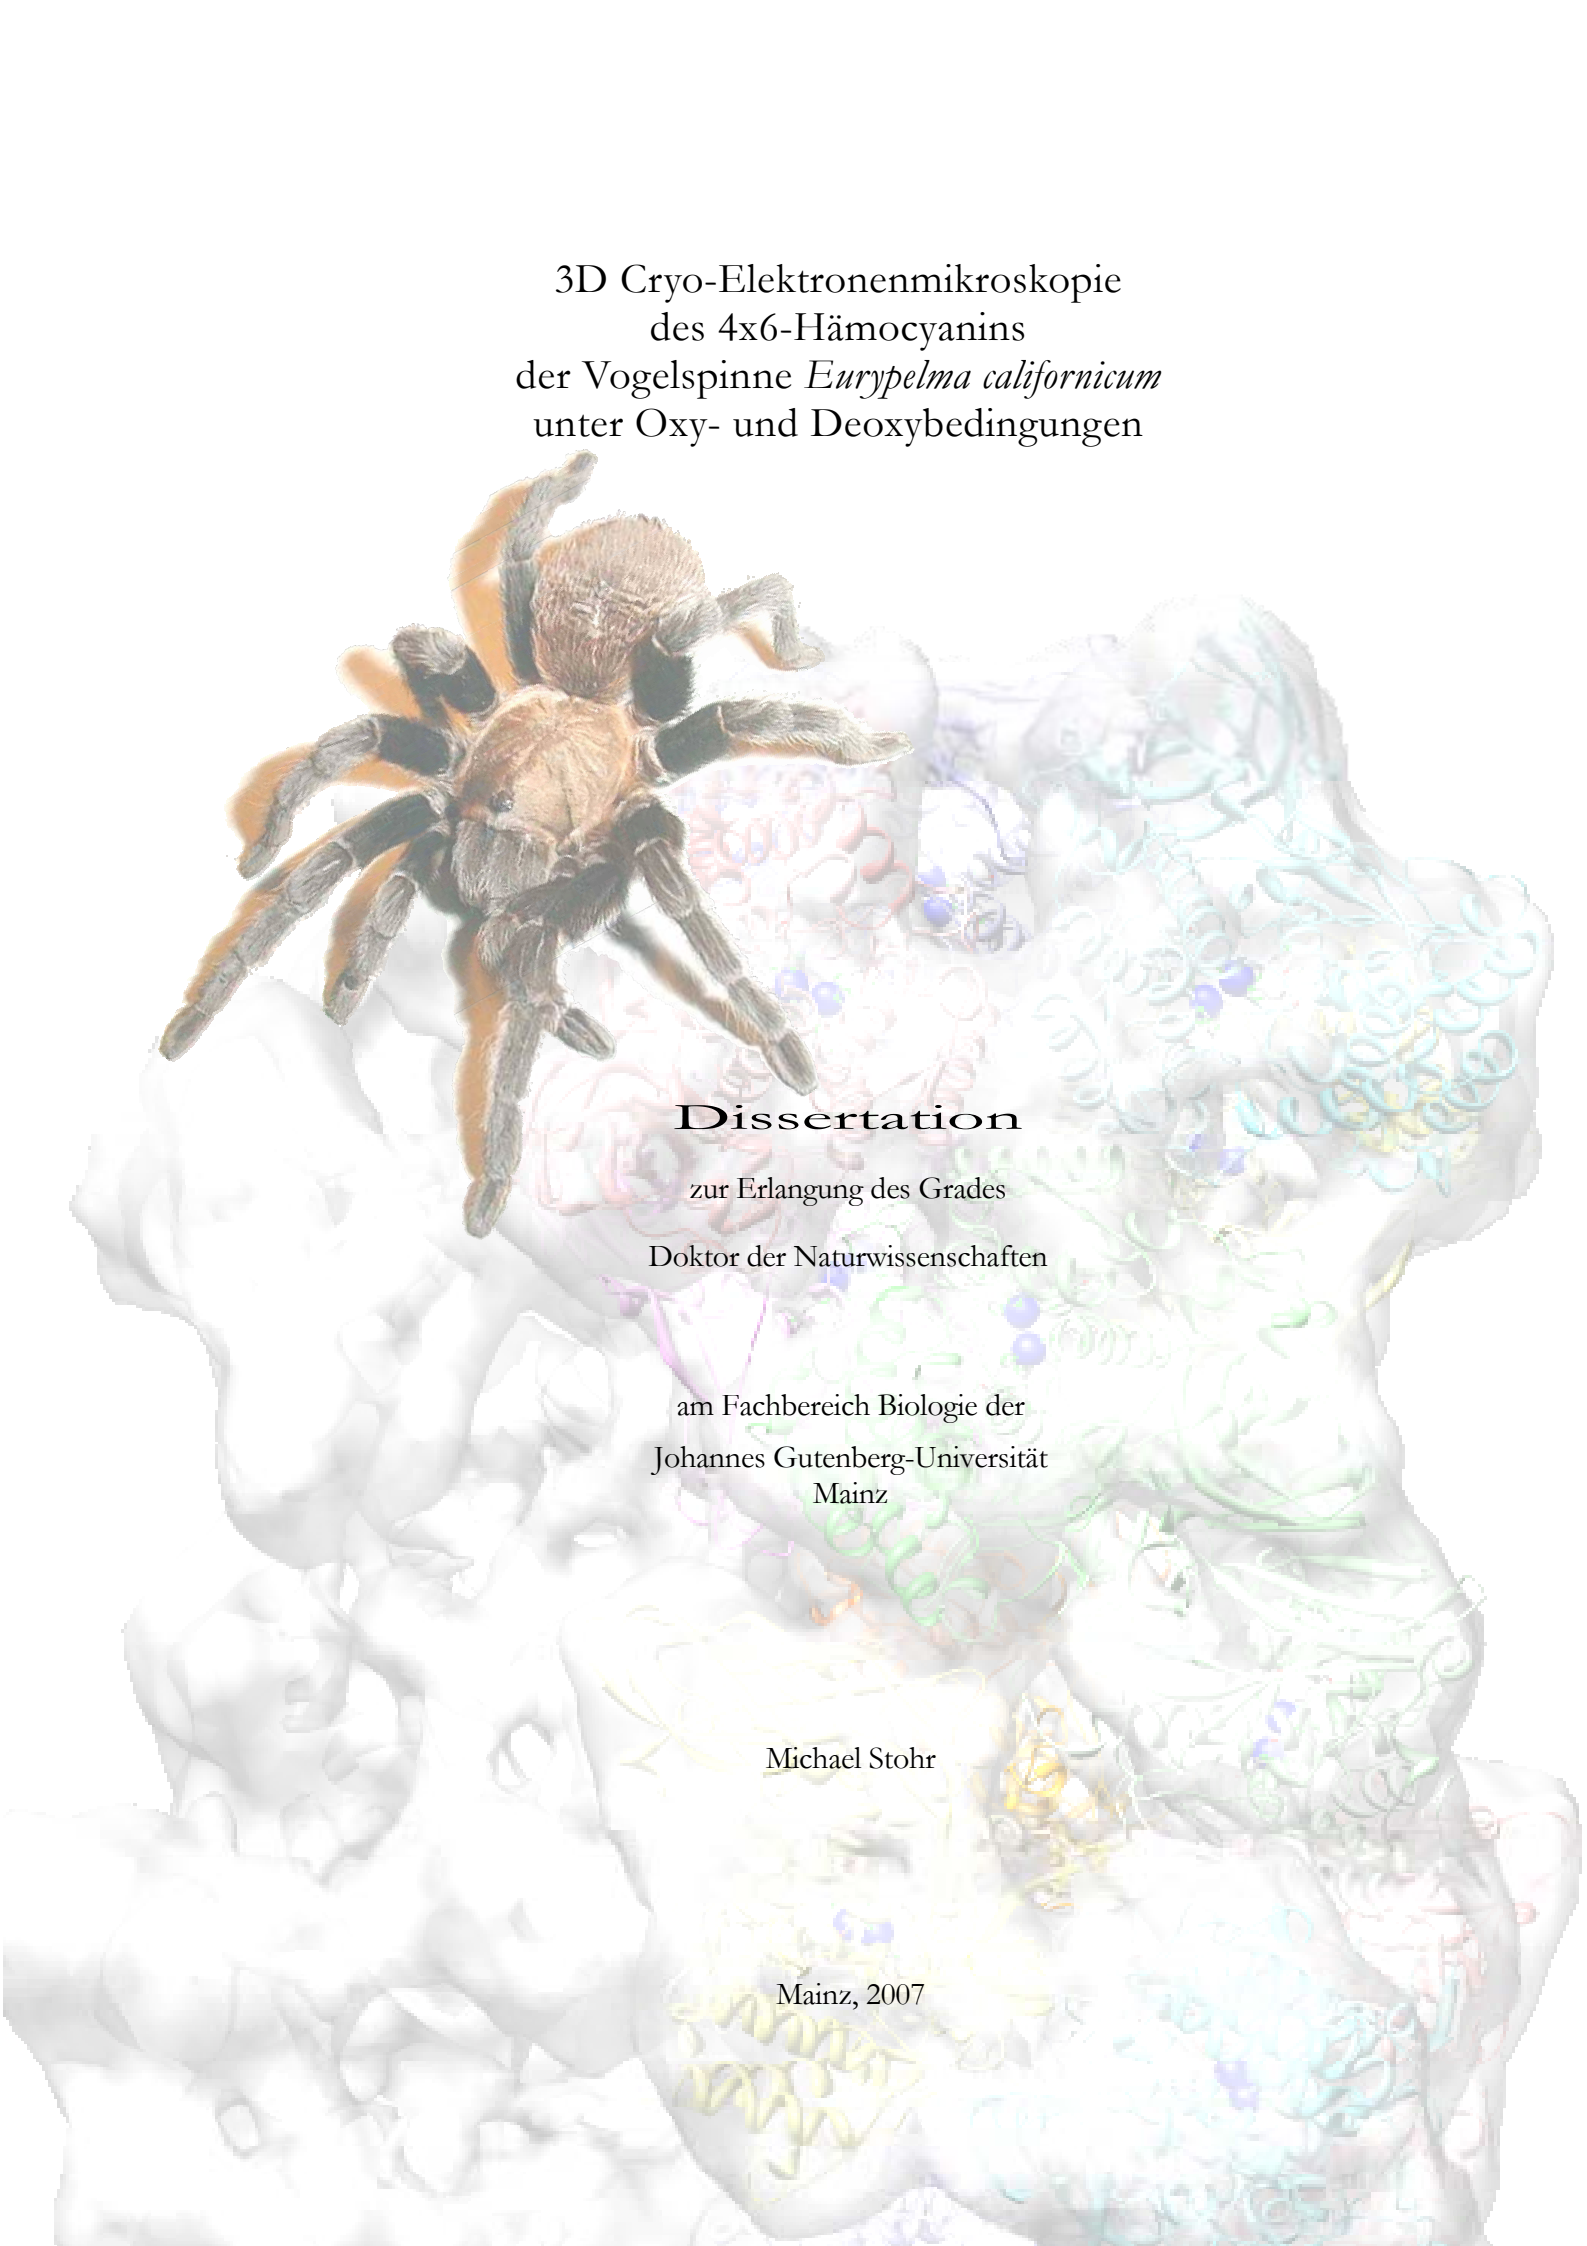 3D Cryo-Elektronenmikroskopie
des 4x6-Hämocyanins
der Vogelspinne Eurypelma californicum
unter Oxy- und Deoxybedingungen
Dissertation
zur Erlangung des Grades
Doktor der Naturwissenschaften
am Fachbereich Biologie der
Johannes Gutenberg-Universität
Mainz
Michael Stohr
Mainz, 2007